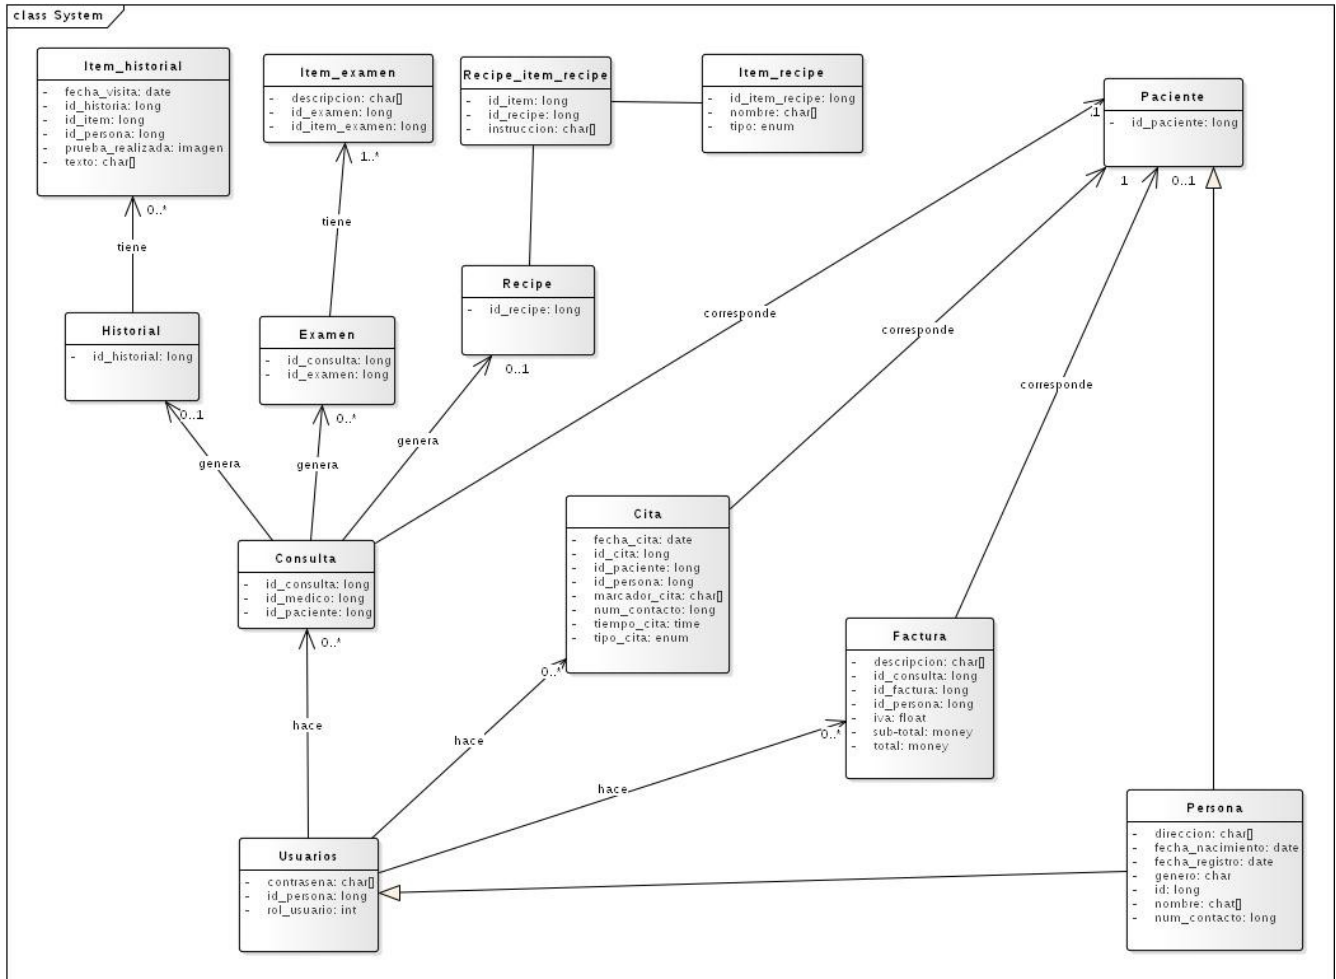 class System
Item_historial
- fecha_visita: date
- id_historia: long
- id_item: long
- id_persona: long
- prueba_realizada: imagen
- texto: char[]
Item_examen
- descripcion: char[]
- id_examen: long
- id_item_examen: long
Recipe_item_recipe
- id_item: long
- id_recipe: long
- instruccion: char[]
Item_recipe
- id_item_recipe: long
- nombre: char[]
- tipo: enum
Paciente
- id_paciente: long
.1
1
0..1
0..*
1..*
tiene
tiene
Historial
- id_historial: long
Examen
- id_consulta: long
- id_examen: long
Recipe
- id_recipe: long
corresponde
corresponde
corresponde
0..1
0..*
0..1
genera
genera
genera
Consulta
- id_consulta: long
- id_medico: long
- id_paciente: long
Cita
- fecha_cita: date
- id_cita: long
- id_paciente: long
- id_persona: long
- marcador_cita: char[]
- num_contacto: long
- tiempo_cita: time
- tipo_cita: enum
Factura
- descripcion: char[]
- id_consulta: long
- id_factura: long
- id_persona: long
- iva: float
- sub-total: money
- total: money
0..*
0..*
0..*
hace
hace
hace
Usuarios
- contrasena: char[]
- id_persona: long
- rol_usuario: int
Persona
- direccion: char[]
- fecha_nacimiento: date
- fecha_registro: date
- genero: char
- id: long
- nombre: chat[]
- num_contacto: long